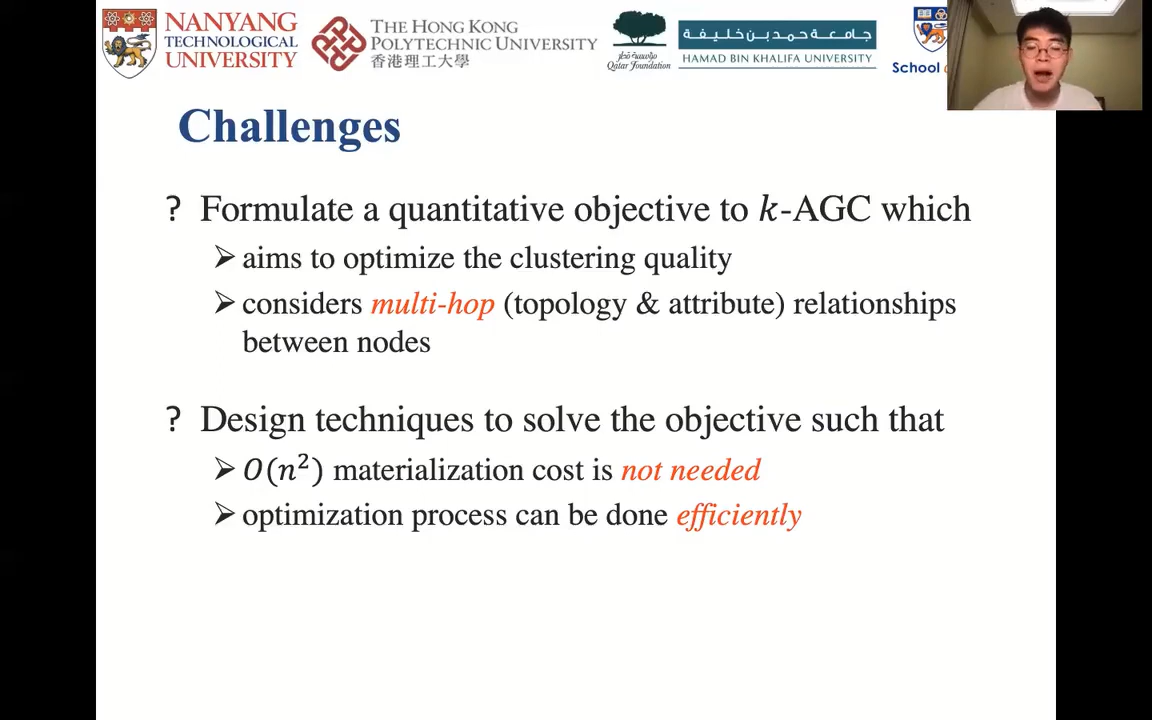 NANYANG
TECHNOLOGICAL
UNIVERSITY
THE HONG KONG
POLYTECHNIC UNIVERSITY
香港理工大學
مؤسسة قطر
Qatar Foundation
جامعة حمد بن خليفة
HAMAD BIN KHALIFA UNIVERSITY
School
Challenges
? Formulate a quantitative objective to k-AGC which
➢ aims to optimize the clustering quality
➢ considers multi-hop (topology & attribute) relationships
between nodes
? Design techniques to solve the objective such that
➢ O(n²) materialization cost is not needed
➢ optimization process can be done efficiently